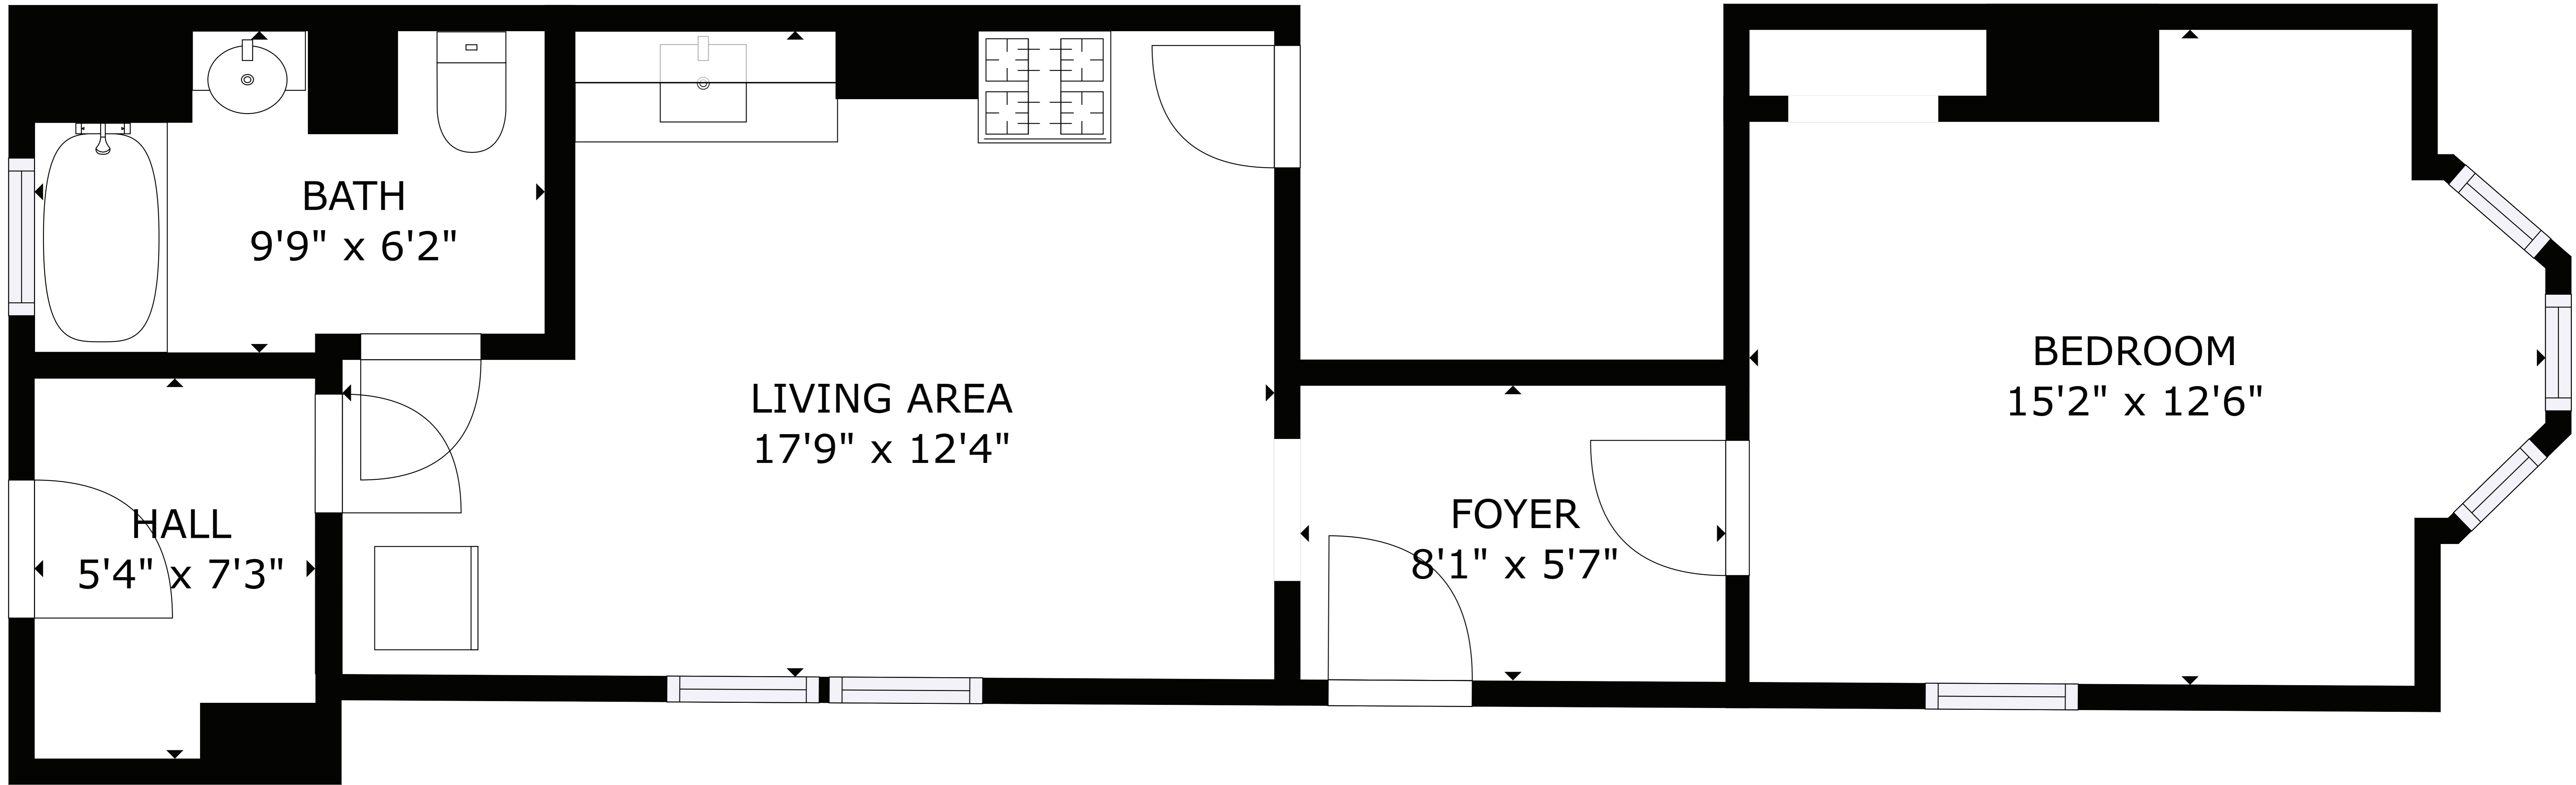 BATH
9'9" x 6'2"
LIVING AREA
17'9" x 12'4"
HALL
5'4" x 7'3"
FOYER
8'1" x 5'7"
BEDROOM
15'2" x 12'6"